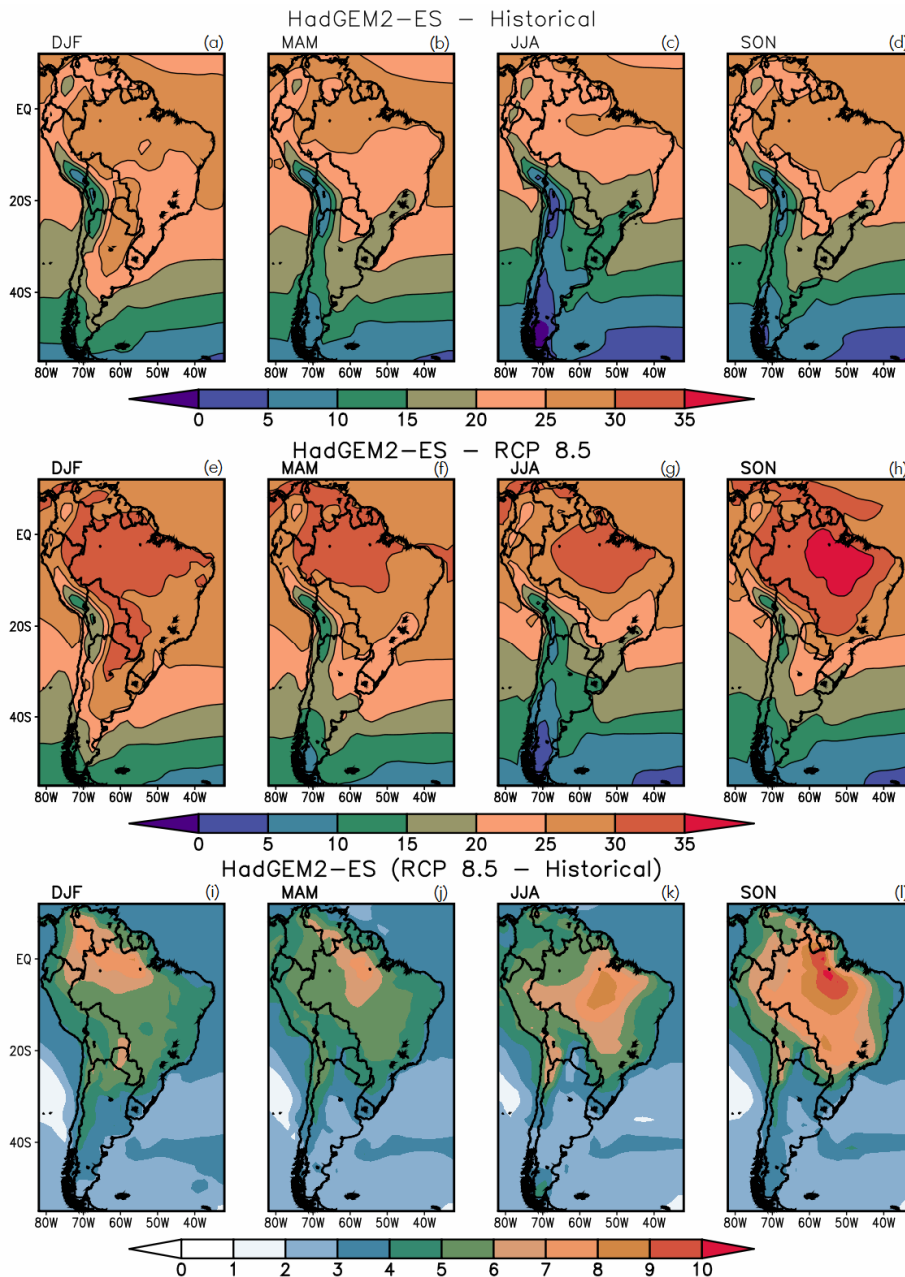 HadGEM2-ES - Historical
DJF (a) MAM (b) JJA (c) SON (d)
EQ
20S
40S
80W 70W 60W 50W 40W 80W 70W 60W 50W 40W 80W 70W 60W 50W 40W 80W 70W 60W 50W 40W
0 5 10 15 20 25 30 35
HadGEM2-ES - RCP 8.5
DJF (e) MAM (f) JJA (g) SON (h)
EQ
20S
40S
80W 70W 60W 50W 40W 80W 70W 60W 50W 40W 80W 70W 60W 50W 40W 80W 70W 60W 50W 40W
0 5 10 15 20 25 30 35
HadGEM2-ES (RCP 8.5 - Historical)
DJF (i) MAM (j) JJA (k) SON (l)
EQ
20S
40S
80W 70W 60W 50W 40W 80W 70W 60W 50W 40W 80W 70W 60W 50W 40W 80W 70W 60W 50W 40W
0 1 2 3 4 5 6 7 8 9 10